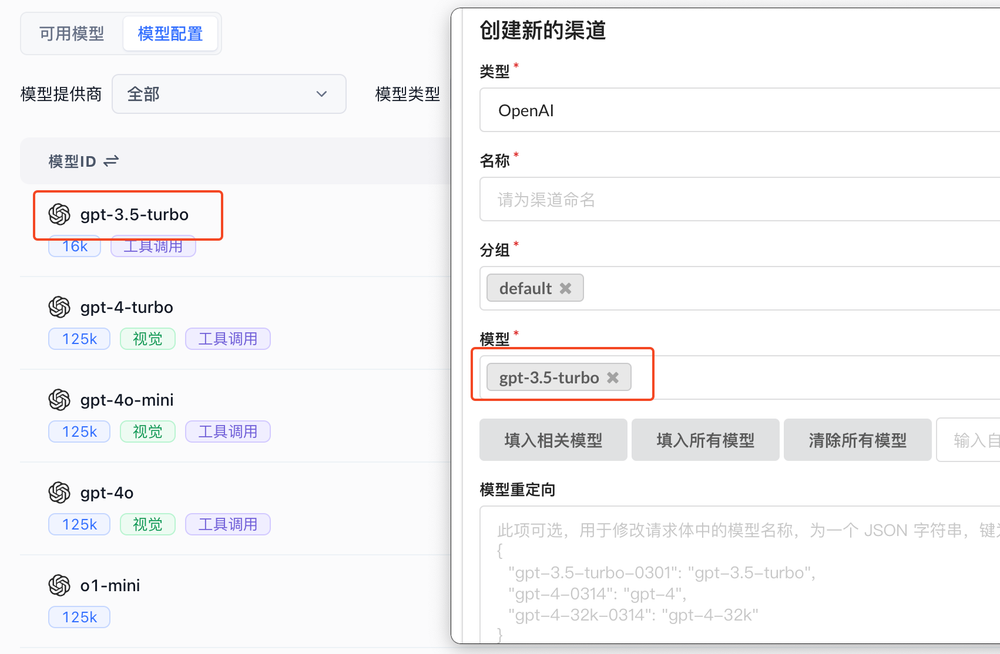 可用模型
模型配置
模型提供商
全部
模型类型
模型ID
gpt-3.5-turbo
16k
工具调用
gpt-4-turbo
125k
视觉
工具调用
gpt-4o-mini
125k
视觉
工具调用
gpt-4o
125k
视觉
工具调用
o1-mini
125k
创建新的渠道
类型 *
OpenAI
名称 *
请为渠道命名
分组 *
default
模型 *
gpt-3.5-turbo
填入相关模型
填入所有模型
清除所有模型
输入自
模型重定向
此项可选，用于修改请求体中的模型名称，为一个 JSON 字符串，键
{
"gpt-3.5-turbo-0301": "gpt-3.5-turbo",
"gpt-4-0314": "gpt-4",
"gpt-4-32k-0314": "gpt-4-32k"
}